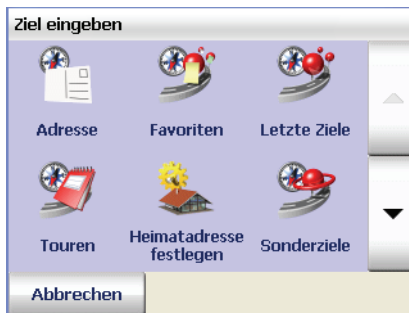 Ziel eingeben
Adresse
Favoriten
Letzte Ziele
Touren
Heimatadresse
festlegen
Sonderziele
Abbrechen